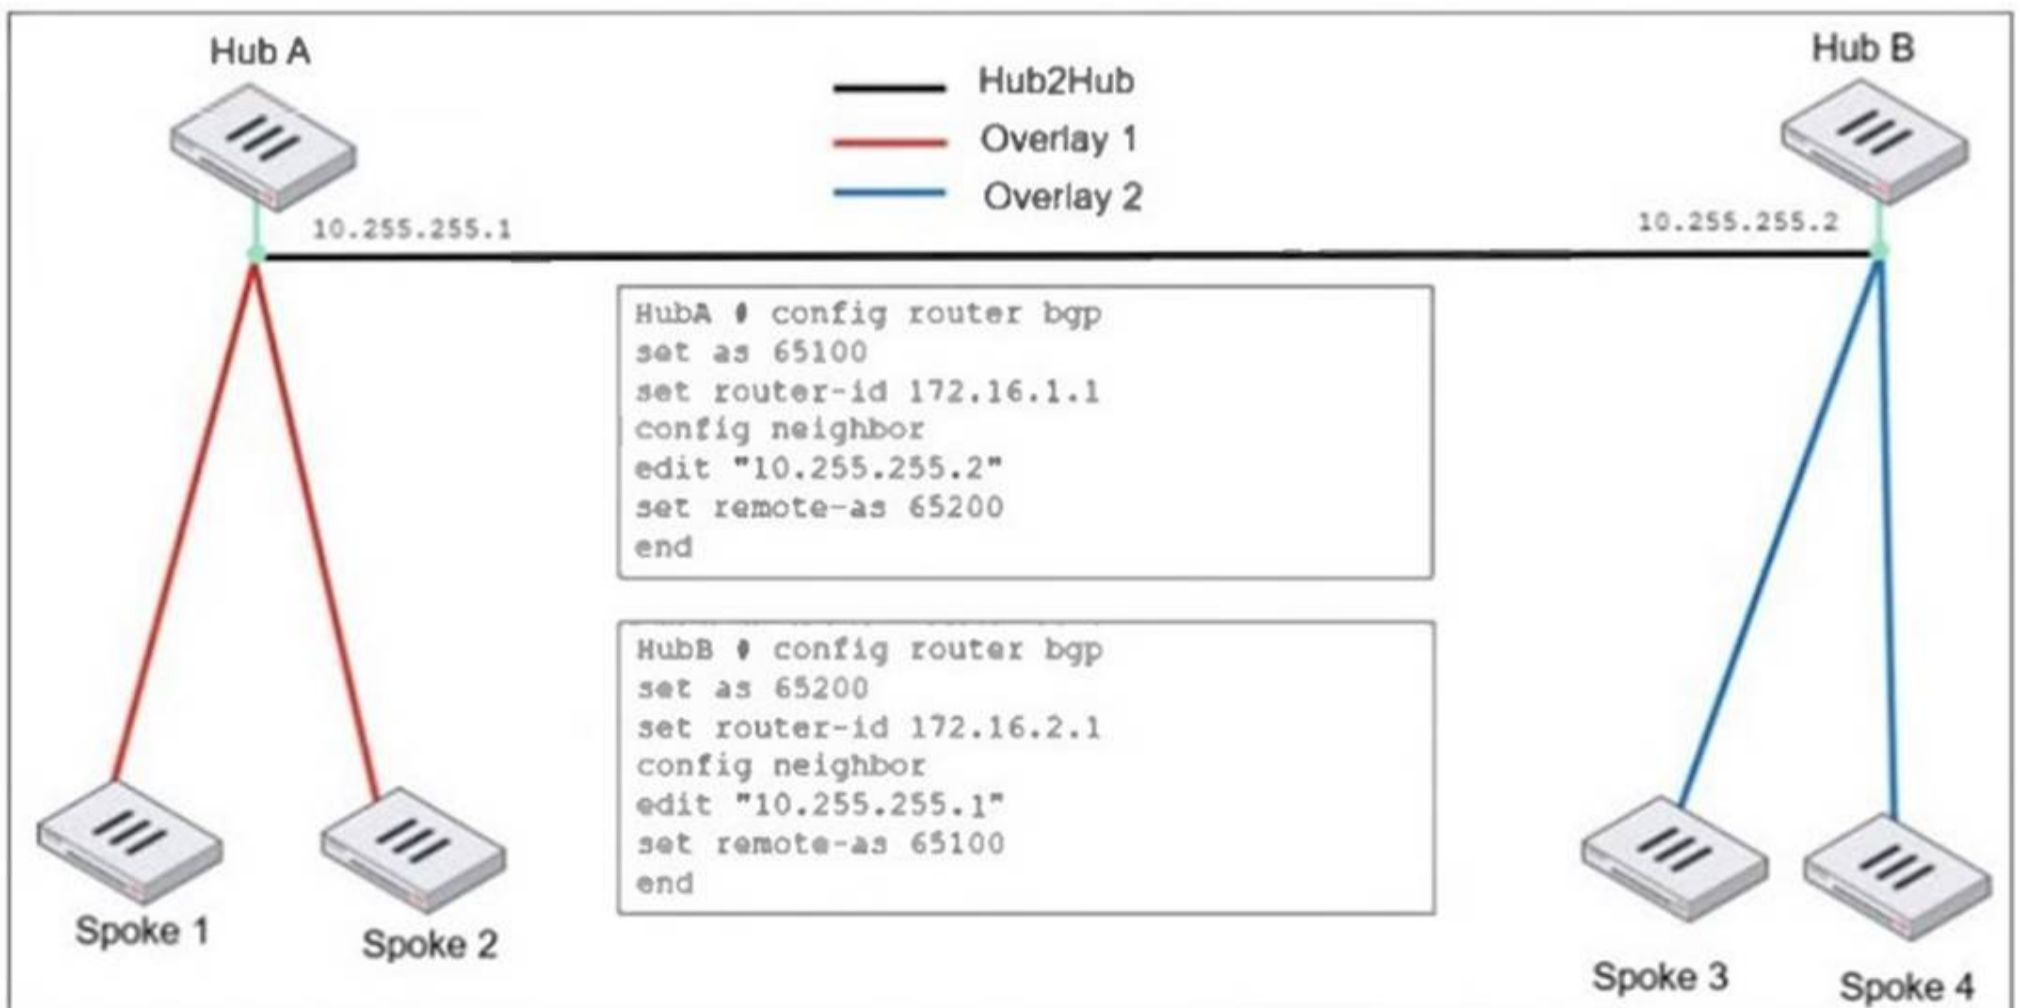 Hub A
Hub B
Hub2Hub
Overlay 1
Overlay 2
10.255.255.1
10.255.255.2
HubA # config router bgp
set as 65100
set router-id 172.16.1.1
config neighbor
edit "10.255.255.2"
set remote-as 65200
end
HubB # config router bgp
set as 65200
set router-id 172.16.2.1
config neighbor
edit "10.255.255.1"
set remote-as 65100
end
Spoke 1
Spoke 2
Spoke 3
Spoke 4